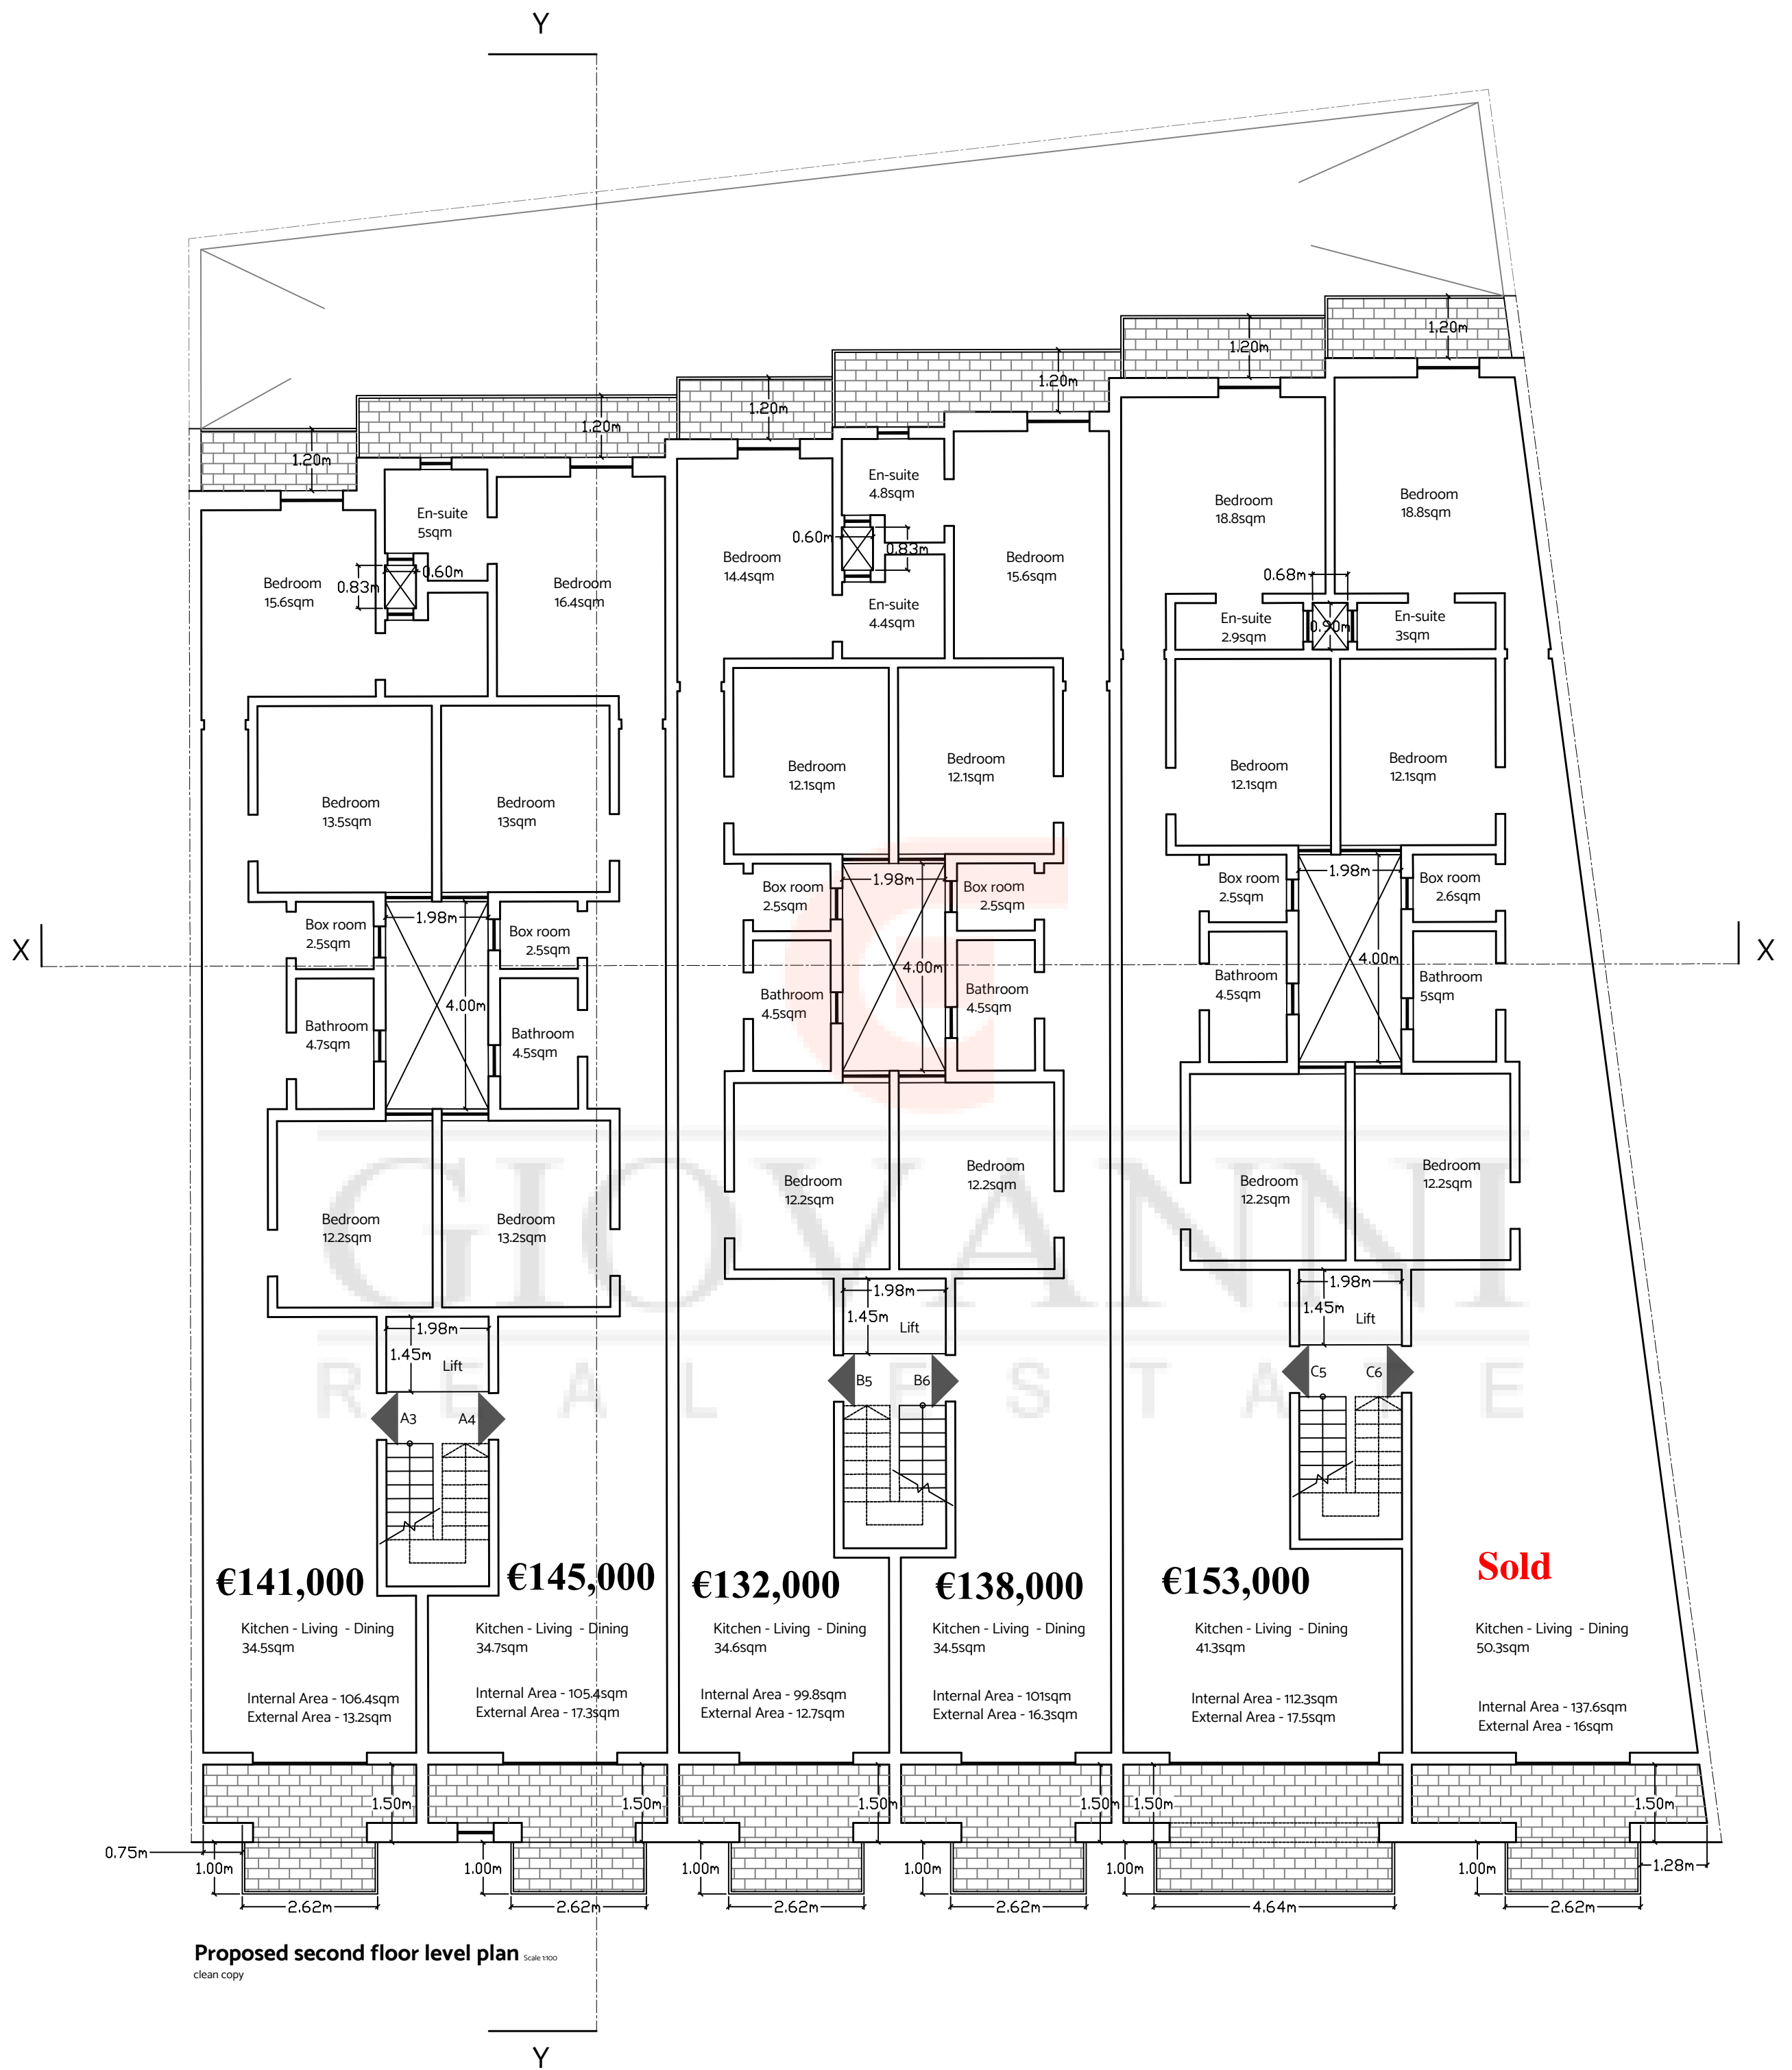 Y
1.20m
1.20m
1.20m
1.20m
1.20m
1.20m
En-suite
5sqm
0.60m
0.83m
Bedroom
15.6sqm
Bedroom
16.4sqm
Bedroom
13.5sqm
Bedroom
13sqm
Box room
2.5sqm
1.98m
Box room
2.5sqm
4.00m
Bathroom
4.7sqm
Bathroom
4.5sqm
Bedroom
12.2sqm
Bedroom
13.2sqm
1.98m
1.45m
Lift
A3
A4
En-suite
4.8sqm
0.60m
0.83m
Bedroom
14.4sqm
Bedroom
15.6sqm
En-suite
4.4sqm
Bedroom
12.1sqm
Bedroom
12.1sqm
Box room
2.5sqm
1.98m
Box room
2.5sqm
4.00m
Bathroom
4.5sqm
Bathroom
4.5sqm
Bedroom
12.2sqm
Bedroom
12.2sqm
1.98m
1.45m
Lift
B5
B6
Bedroom
18.8sqm
Bedroom
18.8sqm
0.68m
En-suite
2.9sqm
0.90m
En-suite
3sqm
Bedroom
12.1sqm
Bedroom
12.1sqm
Box room
2.5sqm
1.98m
Box room
2.6sqm
4.00m
Bathroom
4.5sqm
Bathroom
5sqm
Bedroom
12.2sqm
Bedroom
12.2sqm
1.98m
1.45m
Lift
C5
C6
X
X
G
GIOVANNI
REAL ESTATE
€141,000
€145,000
€132,000
€138,000
€153,000
Sold
Kitchen - Living - Dining
34.5sqm
Internal Area - 106.4sqm
External Area - 13.2sqm
Kitchen - Living - Dining
34.7sqm
Internal Area - 105.4sqm
External Area - 17.3sqm
Kitchen - Living - Dining
34.6sqm
Internal Area - 99.8sqm
External Area - 12.7sqm
Kitchen - Living - Dining
34.5sqm
Internal Area - 101sqm
External Area - 16.3sqm
Kitchen - Living - Dining
41.3sqm
Internal Area - 112.3sqm
External Area - 17.5sqm
Kitchen - Living - Dining
50.3sqm
Internal Area - 137.6sqm
External Area - 16sqm
1.50m
1.50m
1.50m
1.50m
1.50m
1.50m
0.75m
1.00m
1.00m
1.00m
1.00m
1.00m
1.00m
1.28m
2.62m
2.62m
2.62m
2.62m
4.64m
2.62m
Proposed second floor level plan Scale 1:100
clean copy
Y